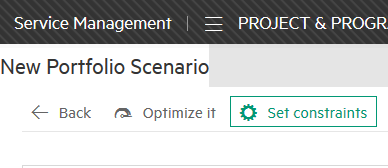 Service Management | ☰ PROJECT & PROGR
New Portfolio Scenario
Back Optimize it Set constraints